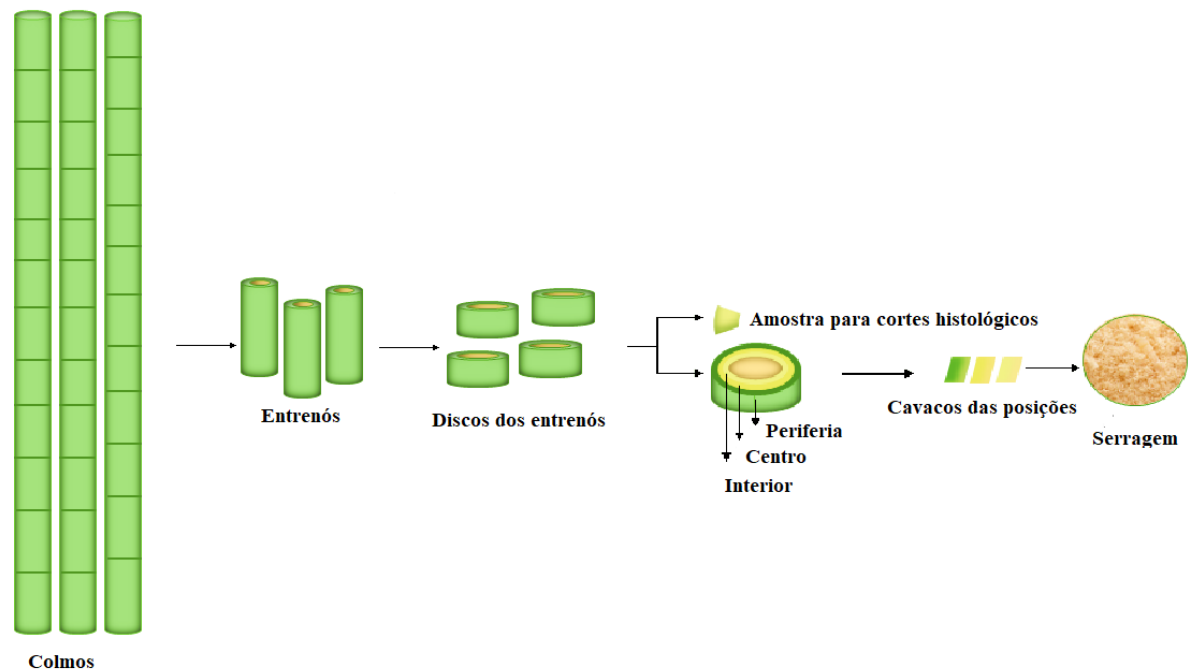 Colmos
Entrenós
Discos dos entrenós
Amostra para cortes histológicos
Periferia
Centro
Interior
Cavacos das posições
Serragem